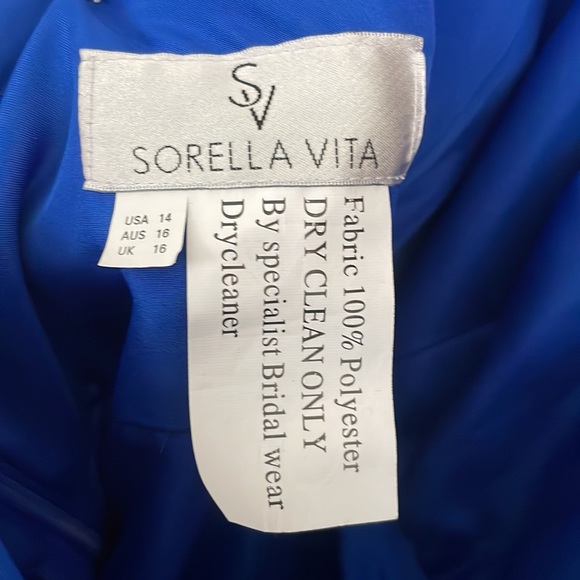 SV
SORELLA VITA
USA 14
AUS 16
UK 16
Fabric 100% Polyester
DRY CLEAN ONLY
By specialist Bridal wear
Drycleaner